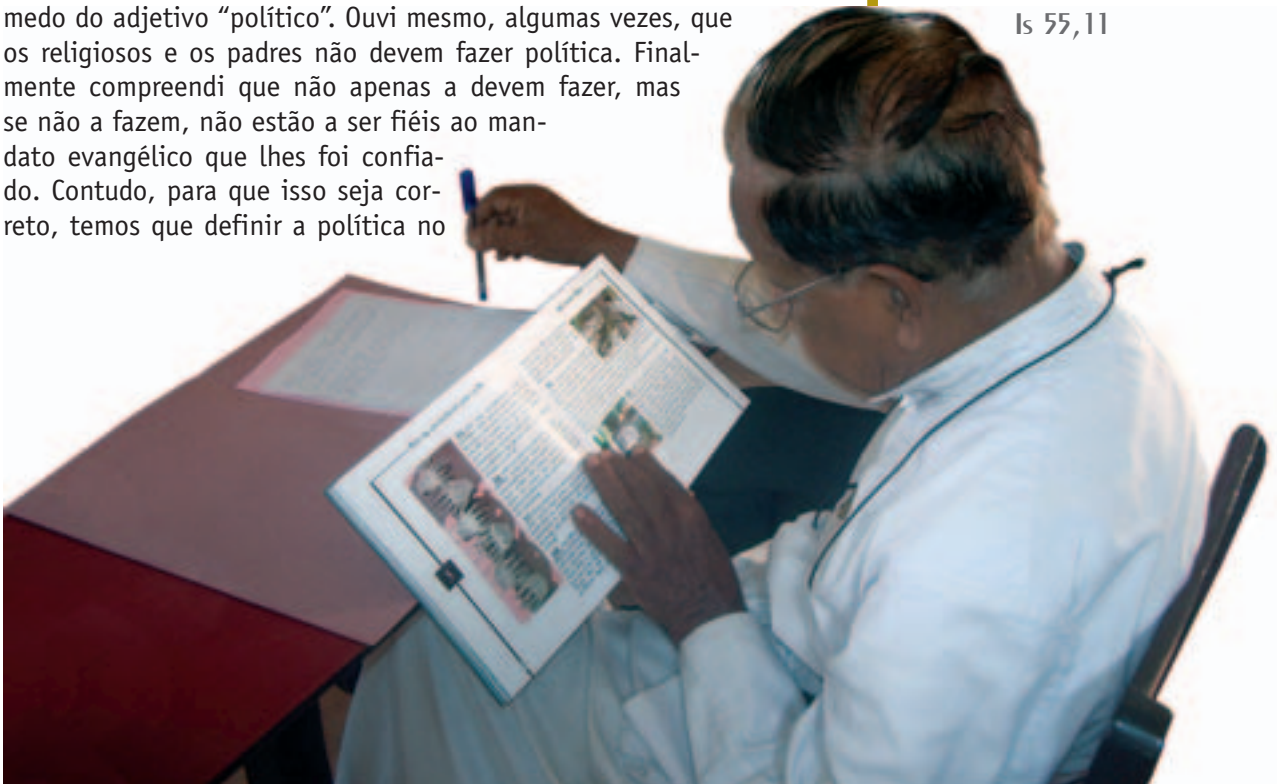 medo do adjetivo “político”. Ouvi mesmo, algumas vezes, que
os religiosos e os padres não devem fazer política. Final-
mente compreendi que não apenas a devem fazer, mas
se não a fazem, não estão a ser fiéis ao man-
dato evangélico que lhes foi confia-
do. Contudo, para que isso seja cor-
reto, temos que definir a política no
Is 55,11